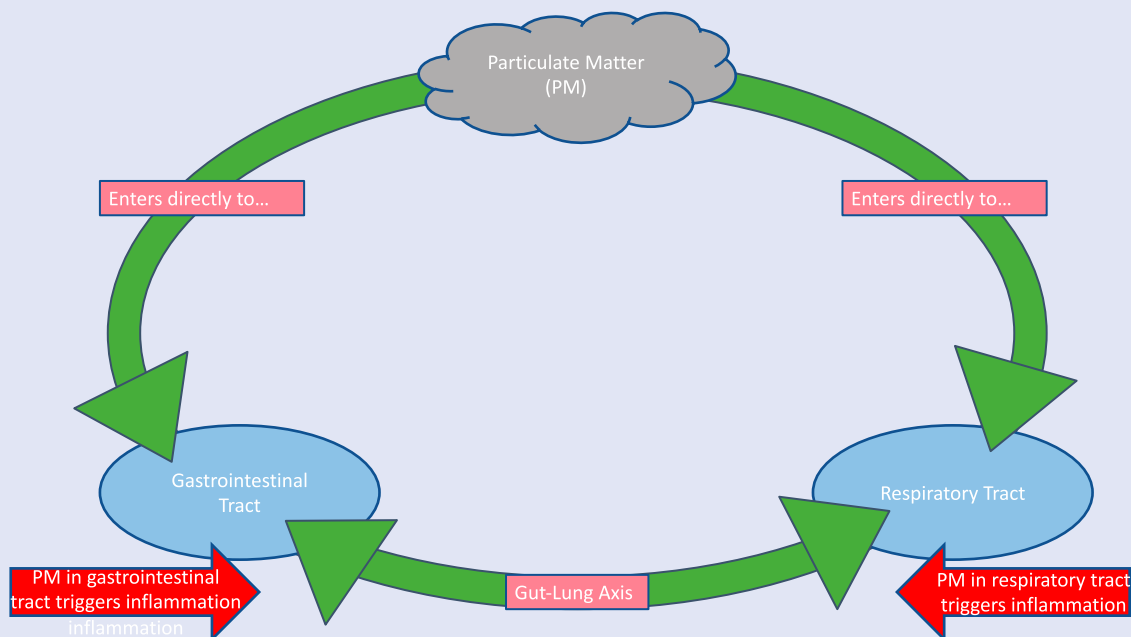 Particulate Matter
(PM)
Enters directly to...
Enters directly to...
Gastrointestinal
Tract
Respiratory Tract
PM in gastrointestinal
tract triggers inflammation
inflammation
Gut-Lung Axis
PM in respiratory tract
triggers inflammation